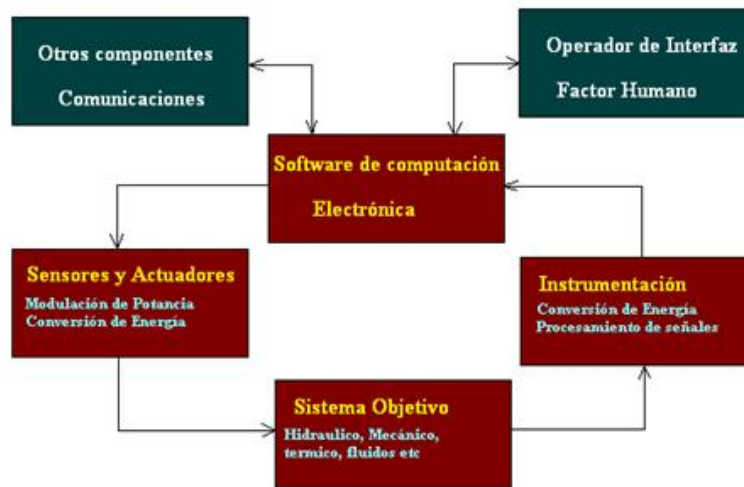 Otros componentes
Comunicaciones
Operador de Interfaz
Factor Humano
Software de computación
Electrónica
Sensores y Actuadores
Modulación de Potancia
Conversión de Energía
Instrumentación
Conversión de Energía
Procesamiento de señales
Sistema Objetivo
Hidraulico, Mecánico,
termico, fluidos etc